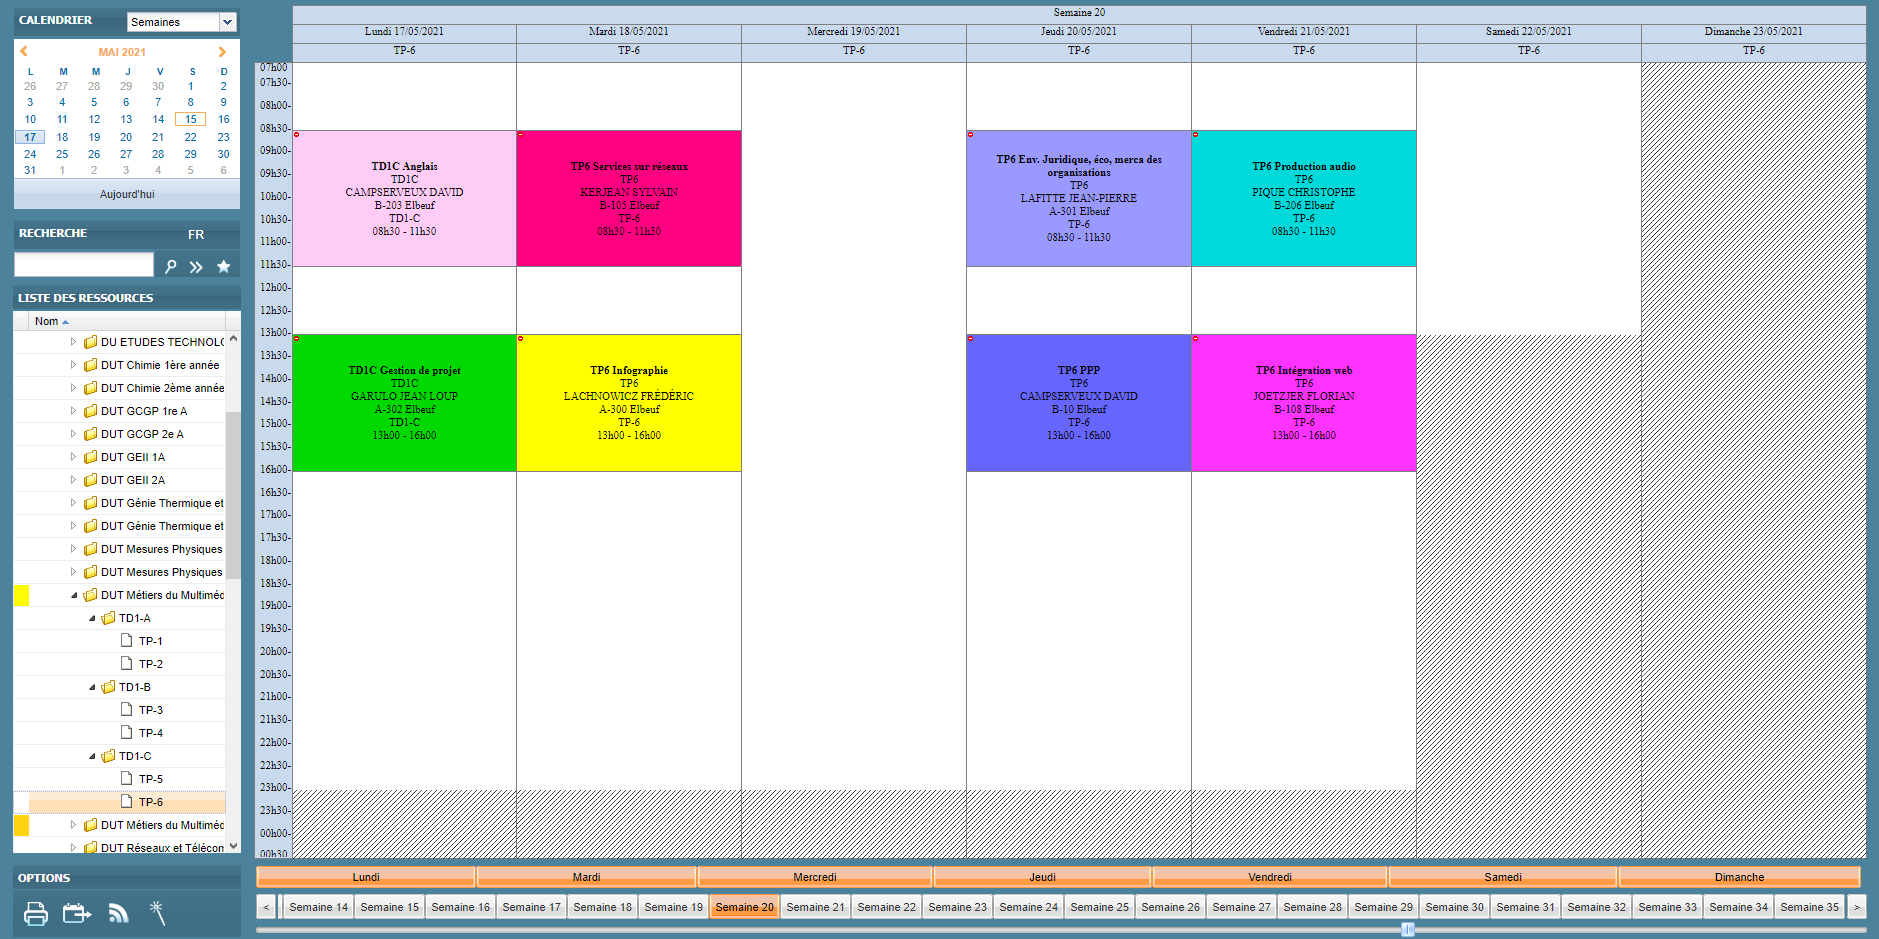 CALENDRIER
Semaines
MAI 2021
L M M J V S D
26 27 28 29 30 1 2
3 4 5 6 7 8 9
10 11 12 13 14 15 16
17 18 19 20 21 22 23
24 25 26 27 28 29 30
31 1 2 3 4 5 6
Aujourd'hui
RECHERCHE FR
LISTE DES RESSOURCES
Nom
DU ETUDES TECHNOLO
DUT Chimie 1ère année
DUT Chimie 2ème année
DUT GCGP 1re A
DUT GCGP 2e A
DUT GEII 1A
DUT GEII 2A
DUT Génie Thermique et
DUT Génie Thermique et
DUT Mesures Physiques
DUT Mesures Physiques
DUT Métiers du Multiméd
TD1-A
TP-1
TP-2
TD1-B
TP-3
TP-4
TD1-C
TP-5
TP-6
DUT Métiers du Multiméd
DUT Réseaux et Télécom
OPTIONS
Semaine 20
Lundi 17/05/2021 Mardi 18/05/2021 Mercredi 19/05/2021 Jeudi 20/05/2021 Vendredi 21/05/2021 Samedi 22/05/2021 Dimanche 23/05/2021
TP-6 TP-6 TP-6 TP-6 TP-6 TP-6 TP-6
07h00
07h30-
08h00-
08h30-
09h00-
09h30-
10h00-
10h30-
11h00-
11h30-
12h00-
12h30-
13h00-
13h30-
14h00-
14h30-
15h00-
15h30-
16h00-
16h30-
17h00-
17h30-
18h00-
18h30-
19h00-
19h30-
20h00-
20h30-
21h00-
21h30-
22h00-
22h30-
23h00-
23h30-
00h00-
00h30
TD1C Anglais
TD1C
CAMPSERVEUX DAVID
B-203 Elbeuf
TD1-C
08h30 - 11h30
TD1C Gestion de projet
TD1C
GARULO JEAN LOUP
A-302 Elbeuf
TD1-C
13h00 - 16h00
TP6 Services sur réseaux
TP6
KERJEAN SYLVAIN
B-105 Elbeuf
TP-6
08h30 - 11h30
TP6 Infographie
TP6
LACHNOWICZ FRÉDÉRIC
A-300 Elbeuf
TP-6
13h00 - 16h00
TP6 Env. Juridique, éco, merca des
organisations
TP6
LAFITTE JEAN-PIERRE
A-301 Elbeuf
TP-6
08h30 - 11h30
TP6 PPP
TP6
CAMPSERVEUX DAVID
B-10 Elbeuf
TP-6
13h00 - 16h00
TP6 Production audio
TP6
PIQUE CHRISTOPHE
B-206 Elbeuf
TP-6
08h30 - 11h30
TP6 Intégration web
TP6
JOETZJER FLORIAN
B-108 Elbeuf
TP-6
13h00 - 16h00
Lundi Mardi Mercredi Jeudi Vendredi Samedi Dimanche
< Semaine 14 Semaine 15 Semaine 16 Semaine 17 Semaine 18 Semaine 19 Semaine 20 Semaine 21 Semaine 22 Semaine 23 Semaine 24 Semaine 25 Semaine 26 Semaine 27 Semaine 28 Semaine 29 Semaine 30 Semaine 31 Semaine 32 Semaine 33 Semaine 34 Semaine 35 >